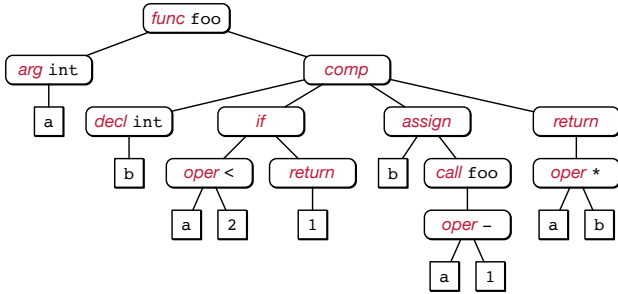 func foo
arg int comp
a decl int if assign return
b oper < return b call foo oper *
a 2 1 oper – a b
a 1